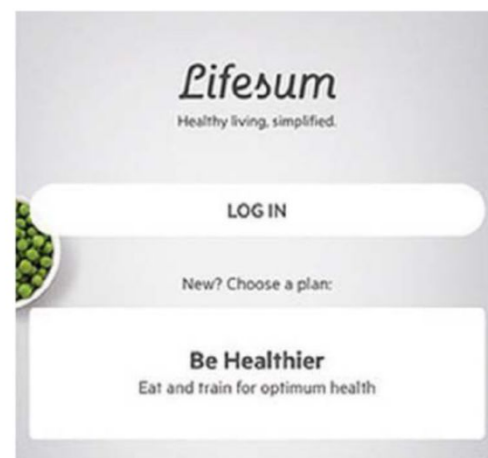 Lifesum
Healthy living, simplified.
LOG IN
New? Choose a plan:
Be Healthier
Eat and train for optimum health